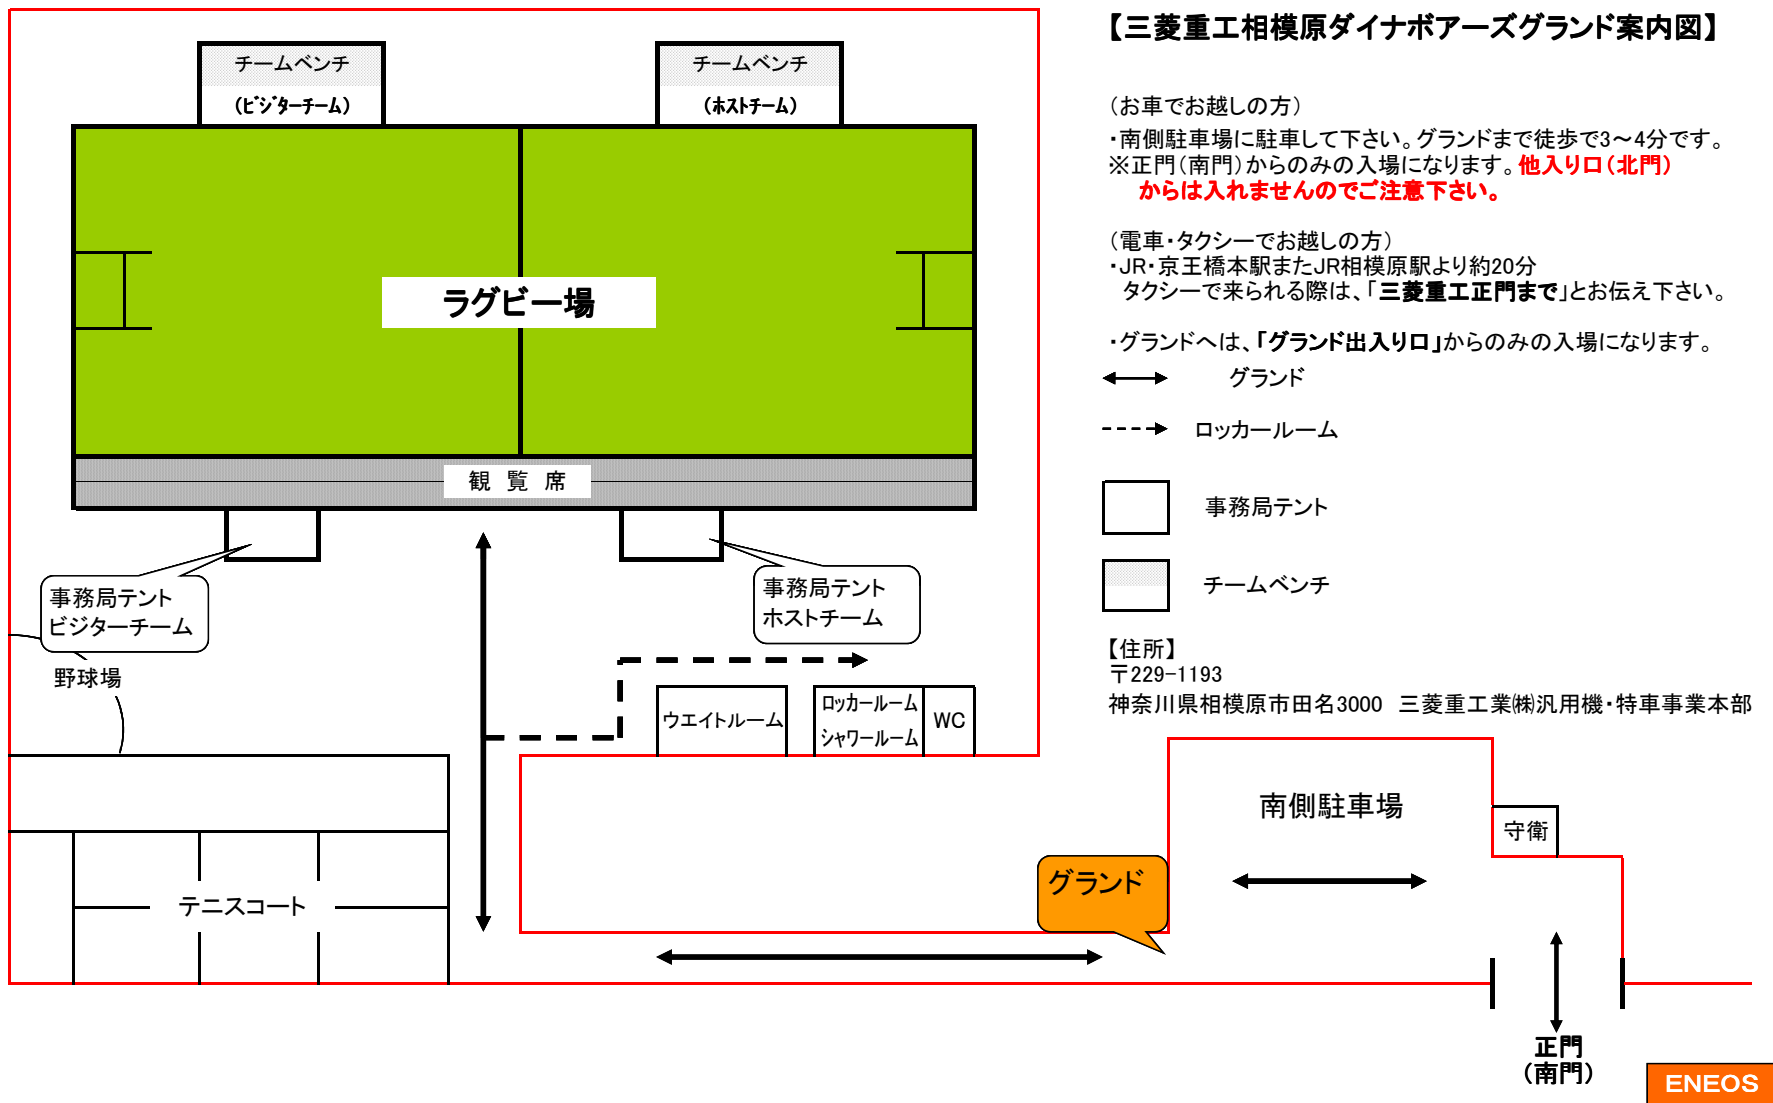 【三菱重工相模原ダイナボアーズグランド案内図】
チームベンチ
(ビジターチーム)
チームベンチ
(ホストチーム)
ラグビー場
観 覧 席
事務局テント
ビジターチーム
事務局テント
ホストチーム
野球場
ウエイトルーム
ロッカールーム
シャワールーム
WC
テニスコート
グランド
南側駐車場
守衛
正門
(南門)
(お車でお越しの方)
・南側駐車場に駐車して下さい。グランドまで徒歩で3~4分です。
※正門(南門)からのみの入場になります。他入り口(北門)
からは入れませんのでご注意下さい。
(電車・タクシーでお越しの方)
・JR・京王橋本駅またJR相模原駅より約20分
タクシーで来られる際は、「三菱重工正門まで」とお伝え下さい。
・グランドへは、「グランド出入り口」からのみの入場になります。
グランド
ロッカールーム
事務局テント
チームベンチ
【住所】
〒229-1193
神奈川県相模原市田名3000 三菱重工業㈱汎用機・特車事業本部
ENEOS